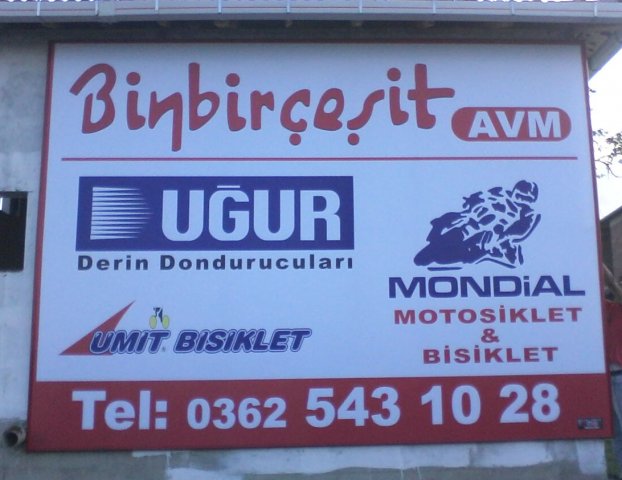 Binbirçeşit AVM
UĞUR
Derin Dondurucuları
ÜMİT BİSİKLET
MONDiAL
MOTOSİKLET
&
BİSİKLET
Tel: 0362 543 10 28